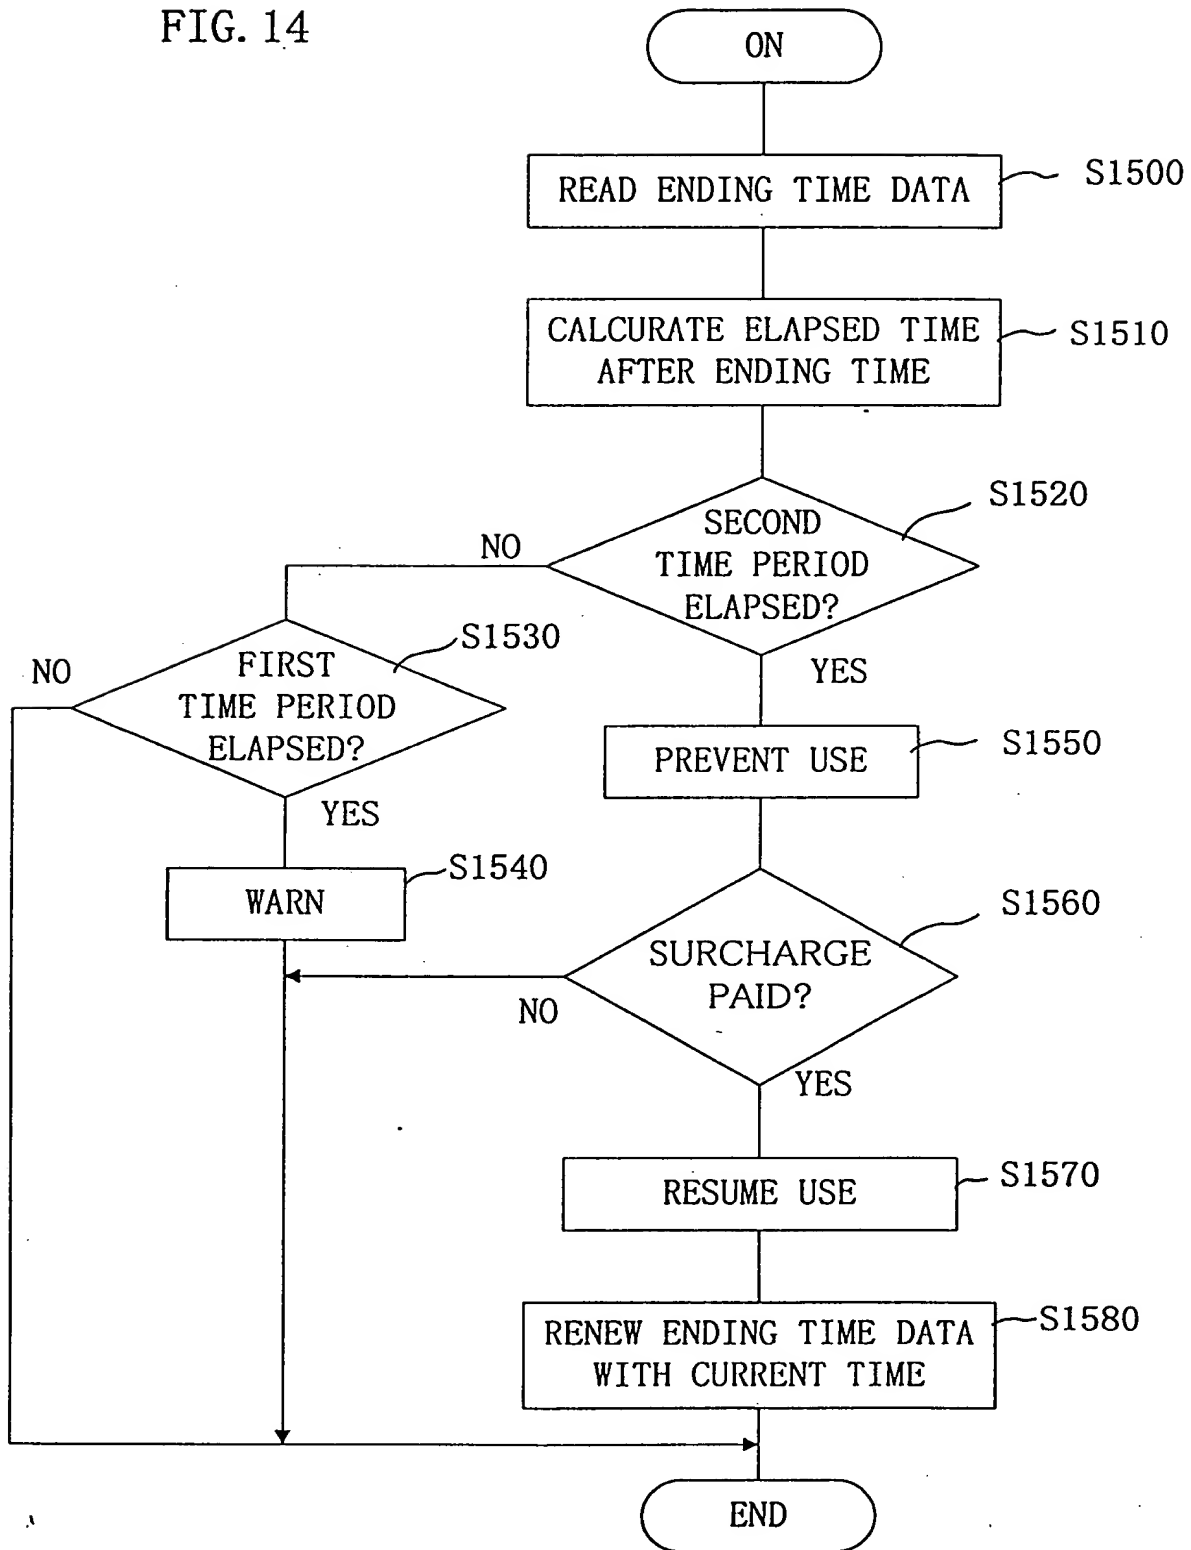 FIG. 14
ON
READ ENDING TIME DATA
S1500
CALCURATE ELAPSED TIME
AFTER ENDING TIME
S1510
SECOND
TIME PERIOD
ELAPSED?
S1520
NO
YES
FIRST
TIME PERIOD
ELAPSED?
S1530
NO
YES
WARN
S1540
PREVENT USE
S1550
SURCHARGE
PAID?
S1560
NO
YES
RESUME USE
S1570
RENEW ENDING TIME DATA
WITH CURRENT TIME
S1580
END